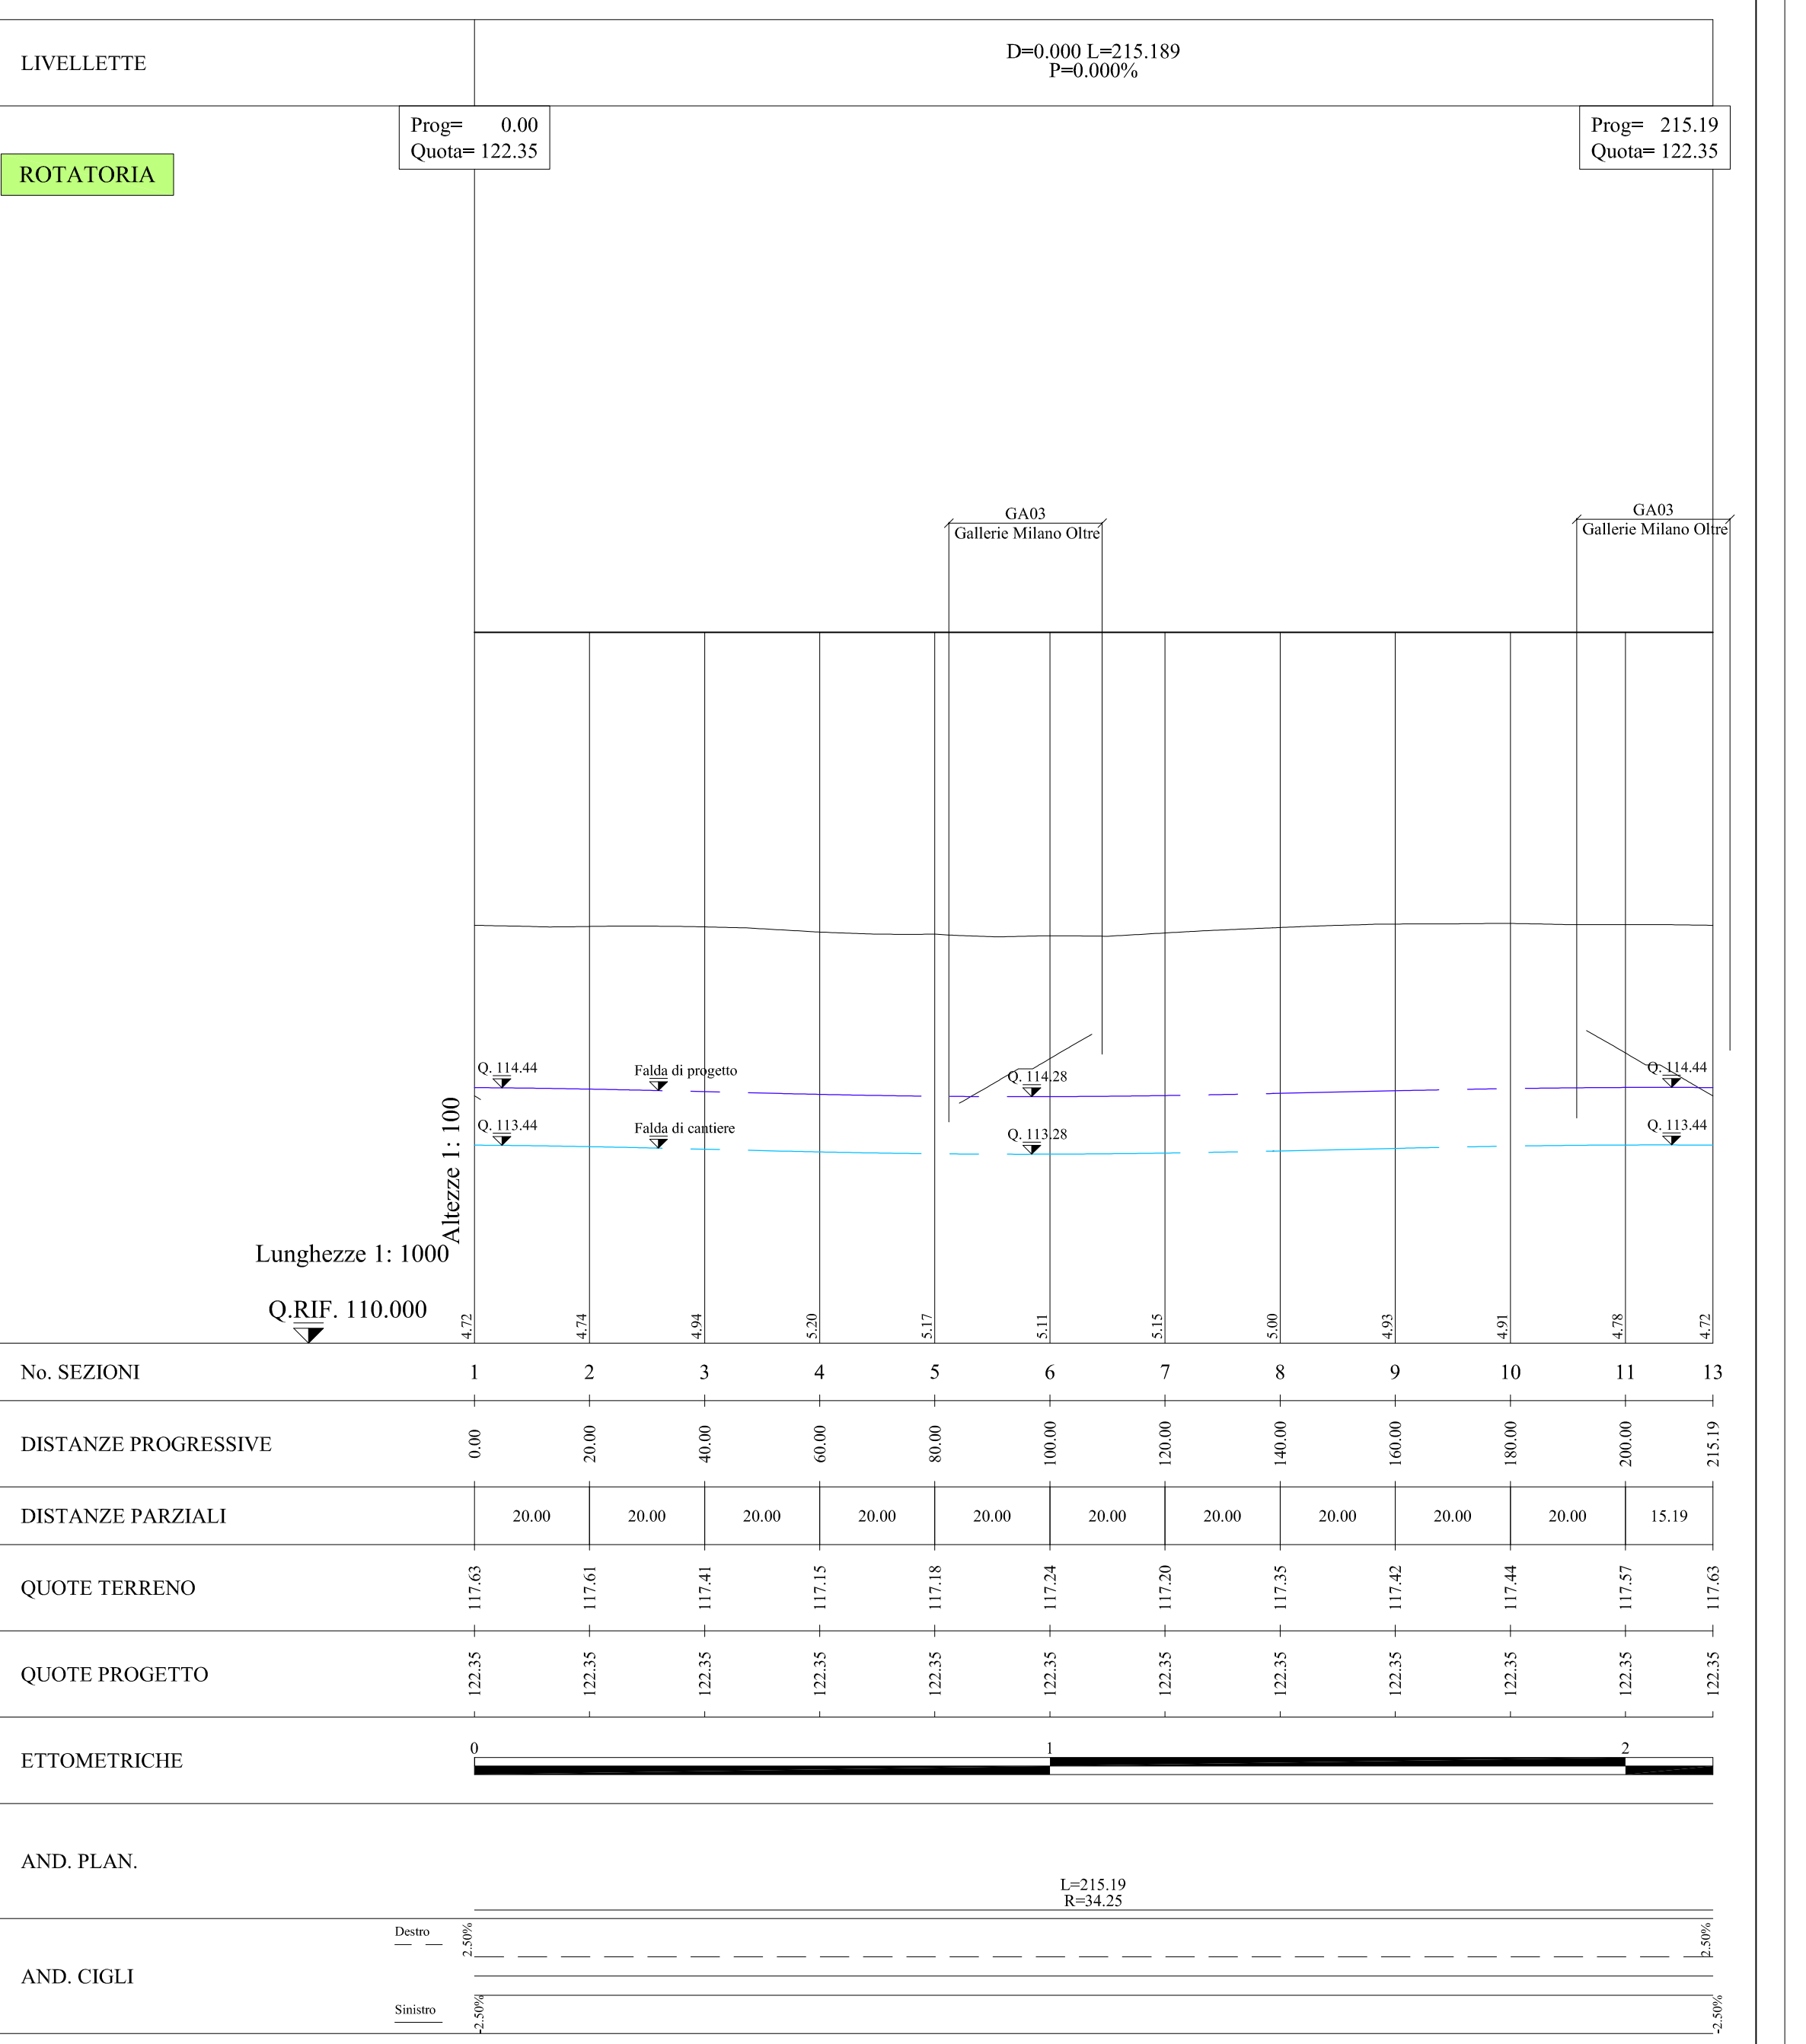 LIVELLETTE
D=0.000 L=215.189
P=0.000%
Prog= 0.00
Quota= 122.35
Prog= 215.19
Quota= 122.35
ROTATORIA
GA03
Gallerie Milano Oltre
GA03
Gallerie Milano Oltre
Q. 114.44
Falda di progetto
Q. 114.28
Q. 114.44
Q. 113.44
Falda di cantiere
Q. 113.28
Q. 113.44
Altezze 1: 100
Lunghezze 1: 1000
Q.RIF. 110.000
4.72 4.74 4.94 5.20 5.17 5.11 5.15 5.00 4.93 4.91 4.78 4.72
No. SEZIONI 1 2 3 4 5 6 7 8 9 10 11 13
DISTANZE PROGRESSIVE 0.00 20.00 40.00 60.00 80.00 100.00 120.00 140.00 160.00 180.00 200.00 215.19
DISTANZE PARZIALI 20.00 20.00 20.00 20.00 20.00 20.00 20.00 20.00 20.00 20.00 15.19
QUOTE TERRENO 117.63 117.61 117.41 117.15 117.18 117.24 117.20 117.35 117.42 117.44 117.57 117.63
QUOTE PROGETTO 122.35 122.35 122.35 122.35 122.35 122.35 122.35 122.35 122.35 122.35 122.35 122.35
ETTOMETRICHE 0 1 2
AND. PLAN.
L=215.19
R=34.25
AND. CIGLI
Destro 2.50% 2.50%
Sinistro -2.50% -2.50%